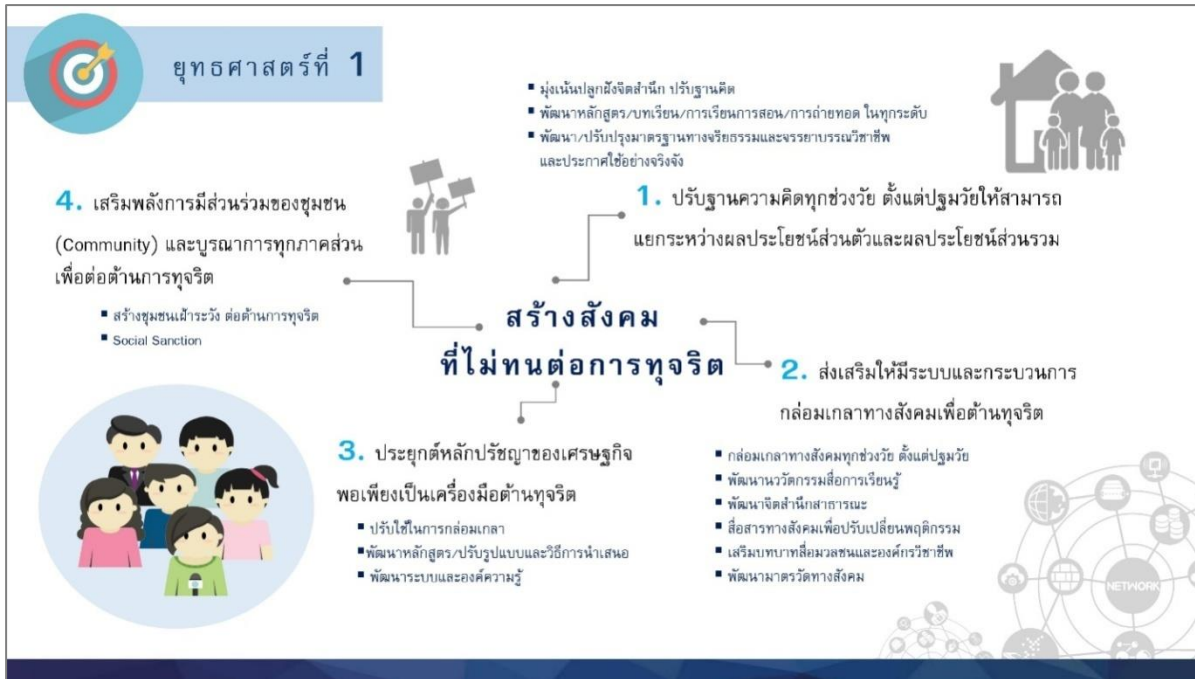 ยุทธศาสตร์ที่ 1
▪ มุ่งเน้นปลูกฝังจิตสำนึก ปรับฐานคิด
▪ พัฒนาหลักสูตร/บทเรียน/การเรียนการสอน/การถ่ายทอด ในทุกระดับ
▪ พัฒนา/ปรับปรุงมาตรฐานทางจริยธรรมและจรรยาบรรณวิชาชีพ
และประกาศใช้อย่างจริงจัง
1. ปรับฐานความคิดทุกช่วงวัย ตั้งแต่ปฐมวัยให้สามารถ
แยกระหว่างผลประโยชน์ส่วนตัวและผลประโยชน์ส่วนรวม
4. เสริมพลังการมีส่วนร่วมของชุมชน
(Community) และบูรณาการทุกภาคส่วน
เพื่อต่อต้านการทุจริต
▪ สร้างชุมชนเฝ้าระวัง ต่อต้านการทุจริต
▪ Social Sanction
สร้างสังคม
ที่ไม่ทนต่อการทุจริต
2. ส่งเสริมให้มีระบบและกระบวนการ
กล่อมเกลาทางสังคมเพื่อต้านทุจริต
▪ กล่อมเกลาทางสังคมทุกช่วงวัย ตั้งแต่ปฐมวัย
▪ พัฒนานวัตกรรมสื่อการเรียนรู้
▪ พัฒนาจิตสำนึกสาธารณะ
▪ สื่อสารทางสังคมเพื่อปรับเปลี่ยนพฤติกรรม
▪ เสริมบทบาทสื่อมวลชนและองค์กรวิชาชีพ
▪ พัฒนามาตรวัดทางสังคม
3. ประยุกต์หลักปรัชญาของเศรษฐกิจ
พอเพียงเป็นเครื่องมือต้านทุจริต
▪ ปรับใช้ในการกล่อมเกลา
▪พัฒนาหลักสูตร/ปรับรูปแบบและวิธีการนำเสนอ
▪ พัฒนาระบบและองค์ความรู้
NETWORK